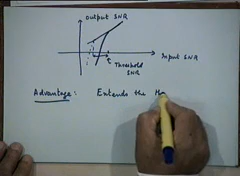 Output SNR
Input SNR
t Threshold
SNR
Advantage: Extends the